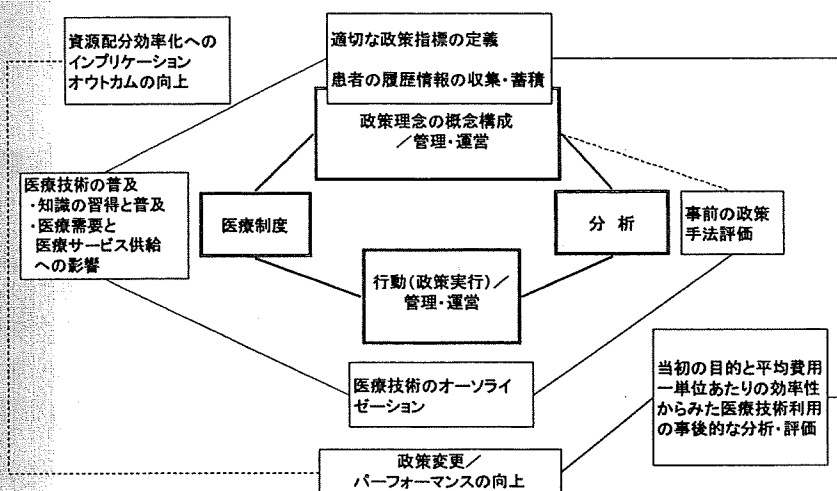 資源配分効率化への
インプリケーション
オウトカムの向上
適切な政策指標の定義
患者の履歴情報の収集・蓄積
政策理念の概念構成
／管理・運営
医療技術の普及
・知識の習得と普及
・医療需要と
医療サービス供給
への影響
医療制度
分 析
事前の政策
手法評価
行動（政策実行）／
管理・運営
医療技術のオーソライ
ゼーション
当初の目的と平均費用
一単位あたりの効率性
からみた医療技術利用
の事後的な分析・評価
政策変更／
パーフォーマンスの向上